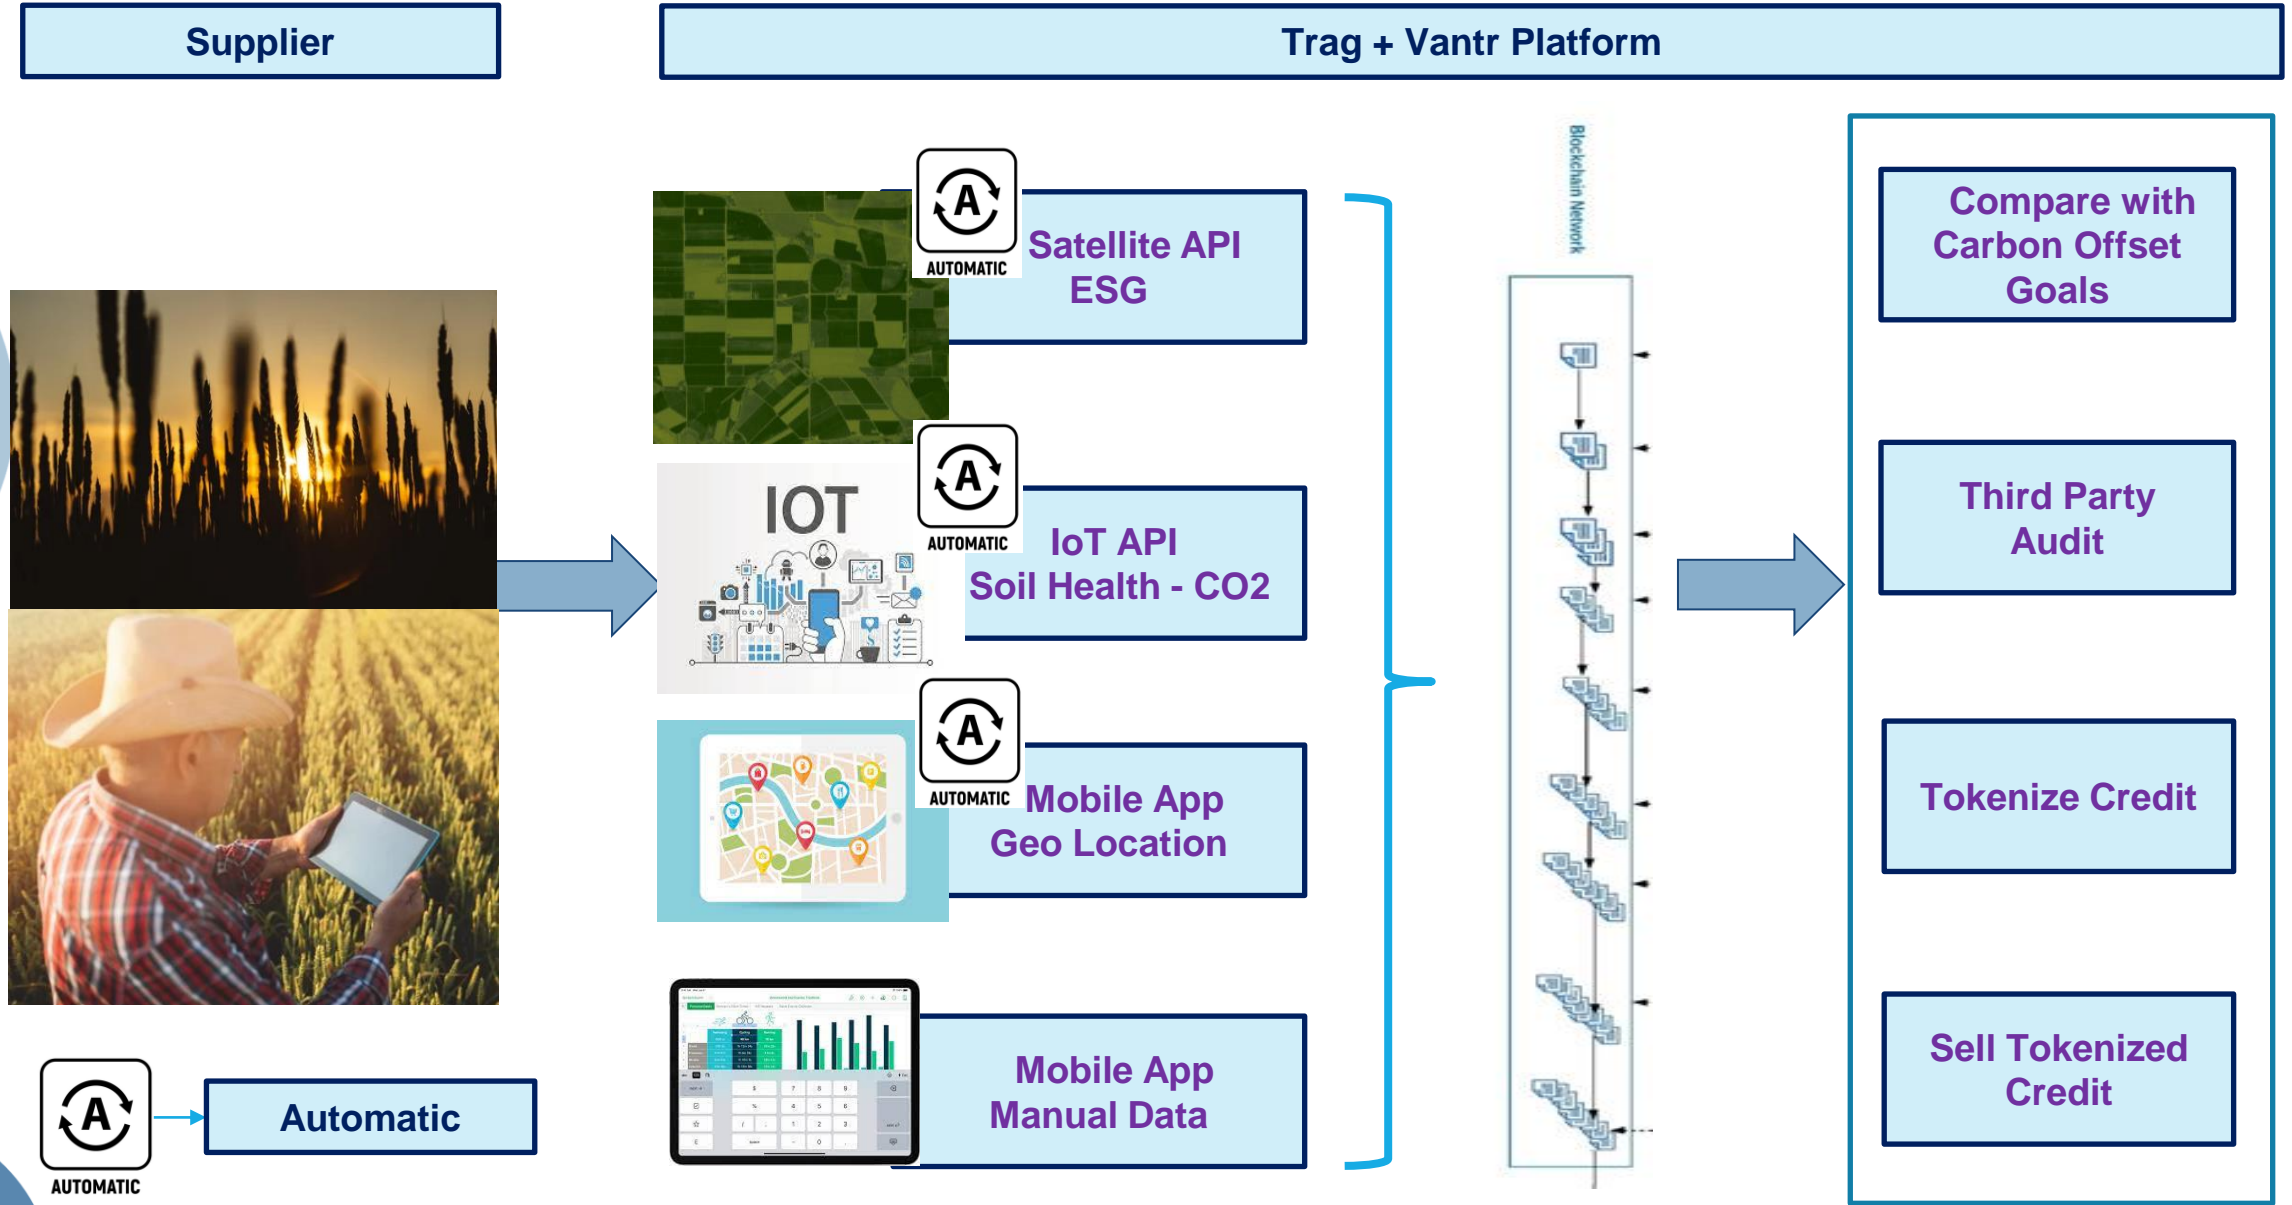 Supplier
Trag + Vantr Platform
AUTOMATIC
Satellite API
ESG
IOT
AUTOMATIC
IoT API
Soil Health - CO2
AUTOMATIC
Mobile App
Geo Location
Mobile App
Manual Data
Blockchain Network
Compare with
Carbon Offset
Goals
Third Party
Audit
Tokenize Credit
Sell Tokenized
Credit
A
AUTOMATIC
Automatic